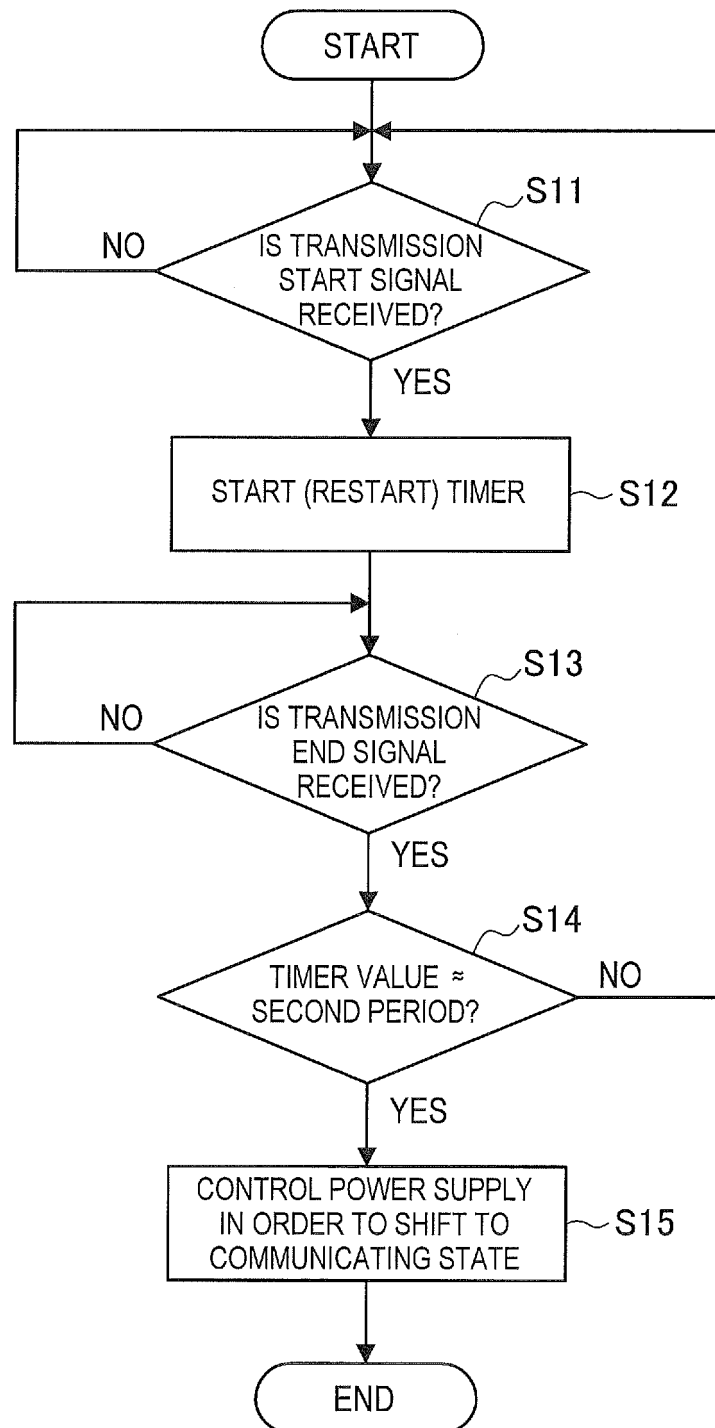 START
S11
NO
IS TRANSMISSION
START SIGNAL
RECEIVED?
YES
START (RESTART) TIMER
S12
S13
NO
IS TRANSMISSION
END SIGNAL
RECEIVED?
YES
S14
TIMER VALUE ≈
SECOND PERIOD?
NO
YES
CONTROL POWER SUPPLY
IN ORDER TO SHIFT TO
COMMUNICATING STATE
S15
END